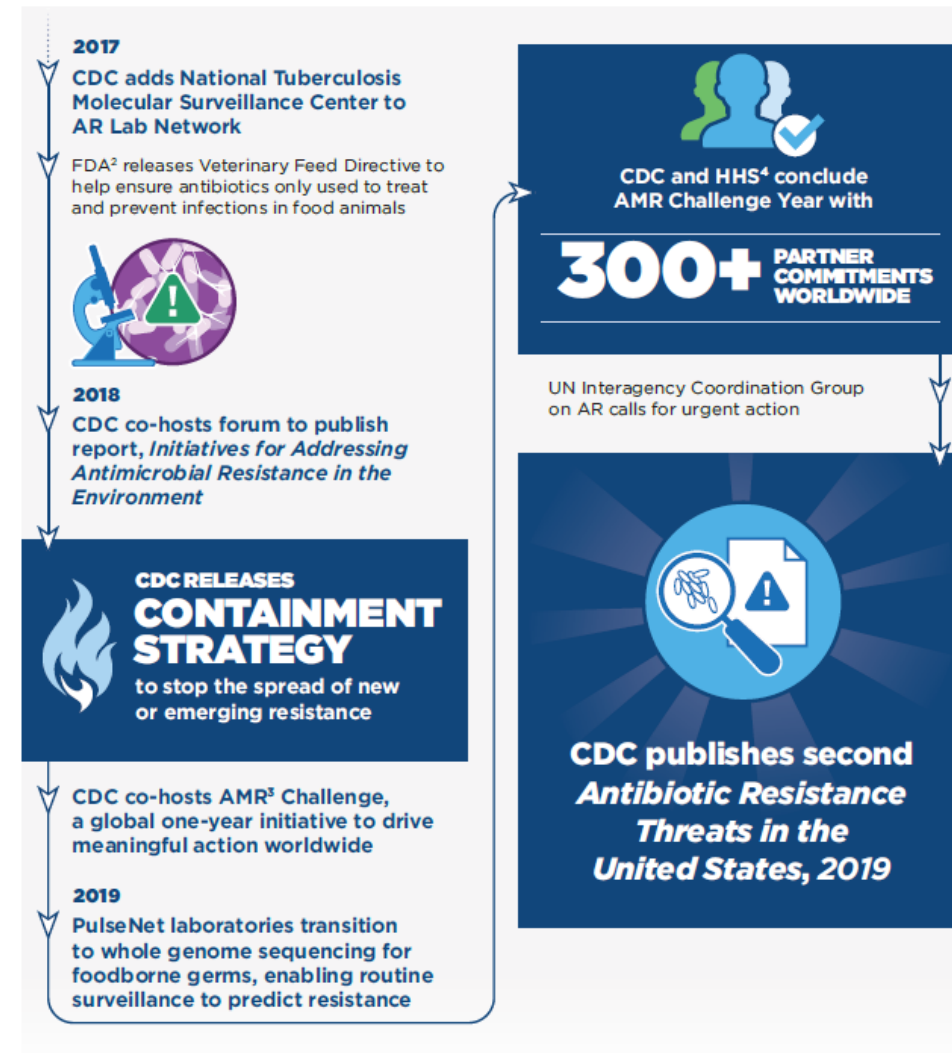 2017
CDC adds National Tuberculosis
Molecular Surveillance Center to
AR Lab Network
FDA² releases Veterinary Feed Directive to
help ensure antibiotics only used to treat
and prevent infections in food animals
2018
CDC co-hosts forum to publish
report, Initiatives for Addressing
Antimicrobial Resistance in the
Environment
CDC RELEASES
CONTAINMENT
STRATEGY
to stop the spread of new
or emerging resistance
CDC co-hosts AMR³ Challenge,
a global one-year initiative to drive
meaningful action worldwide
2019
PulseNet laboratories transition
to whole genome sequencing for
foodborne germs, enabling routine
surveillance to predict resistance
CDC and HHS⁴ conclude
AMR Challenge Year with
300+
PARTNER
COMMITMENTS
WORLDWIDE
UN Interagency Coordination Group
on AR calls for urgent action
CDC publishes second
Antibiotic Resistance
Threats in the
United States, 2019